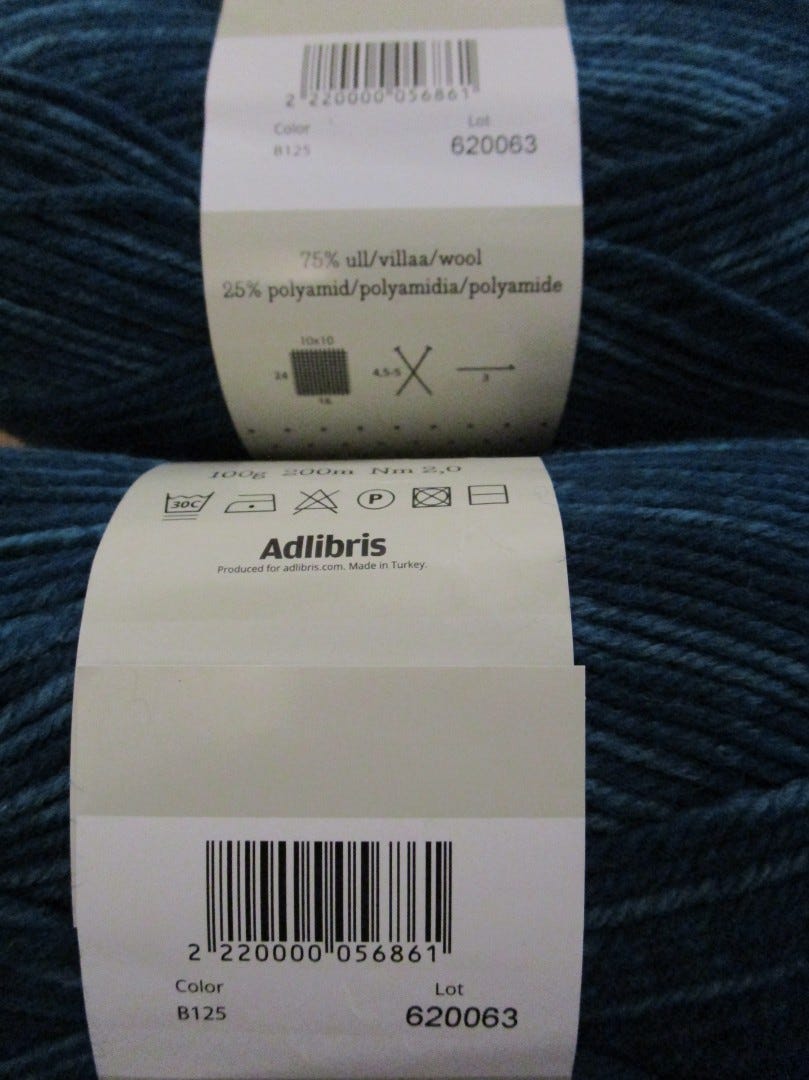 2 220000 056861
Color Lot
B125 620063
75% ull/villaa/wool
25% polyamid/polyamidia/polyamide
10x10
24 4,5-5 3
100g 200m Nm 2,0
30C P
Adlibris
Produced for adlibris.com. Made in Turkey.
2 220000 056861
Color Lot
B125 620063